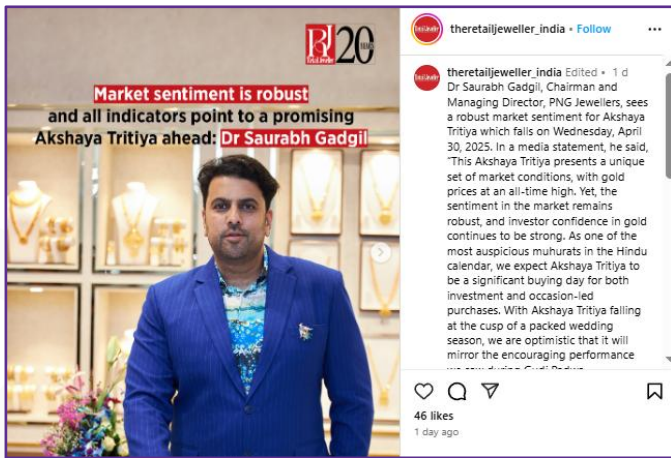 RJ 20 YEARS
Retail Jeweller
Market sentiment is robust
and all indicators point to a promising
Akshaya Tritiya ahead: Dr Saurabh Gadgil
theretailjeweller_india • Follow
theretailjeweller_india Edited • 1 d
Dr Saurabh Gadgil, Chairman and
Managing Director, PNG Jewellers, sees
a robust market sentiment for Akshaya
Tritiya which falls on Wednesday, April
30, 2025. In a media statement, he said,
"This Akshaya Tritiya presents a unique
set of market conditions, with gold
prices at an all-time high. Yet, the
sentiment in the market remains
robust, and investor confidence in gold
continues to be strong. As one of the
most auspicious muhurats in the Hindu
calendar, we expect Akshaya Tritiya to
be a significant buying day for both
investment and occasion-led
purchases. With Akshaya Tritiya falling
at the cusp of a packed wedding
season, we are optimistic that it will
mirror the encouraging performance
we saw during Gudi Padwa
46 likes
1 day ago